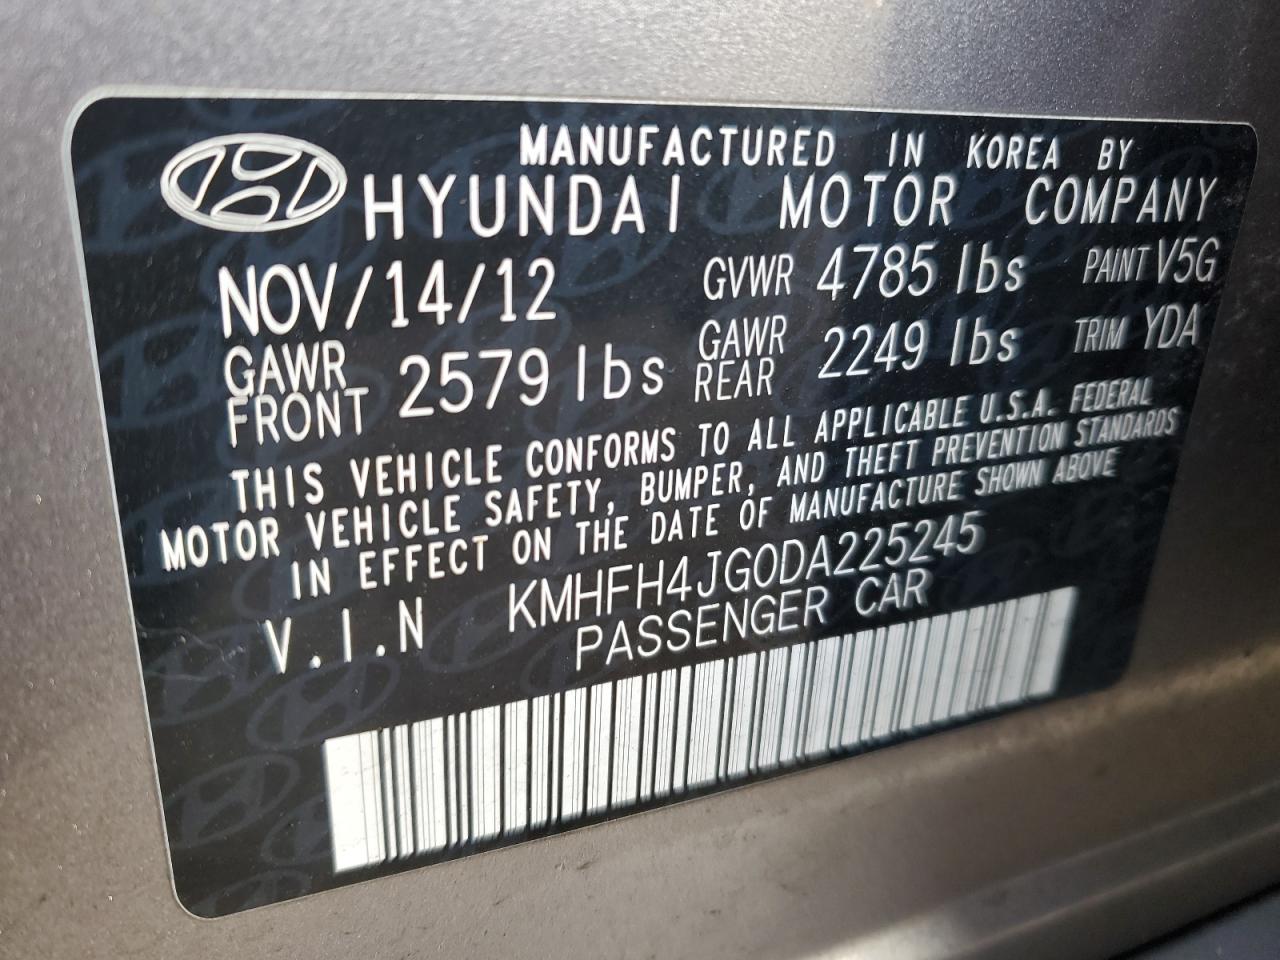 MANUFACTURED IN KOREA BY
HYUNDAI MOTOR COMPANY
NOV/14/12 GVWR 4785 lbs PAINT V5G
GAWR FRONT 2579 lbs GAWR REAR 2249 lbs TRIM YDA
THIS VEHICLE CONFORMS TO ALL APPLICABLE U.S.A. FEDERAL
MOTOR VEHICLE SAFETY, BUMPER, AND THEFT PREVENTION STANDARDS
IN EFFECT ON THE DATE OF MANUFACTURE SHOWN ABOVE
V.I.N KMHFH4JG0DA225245
PASSENGER CAR